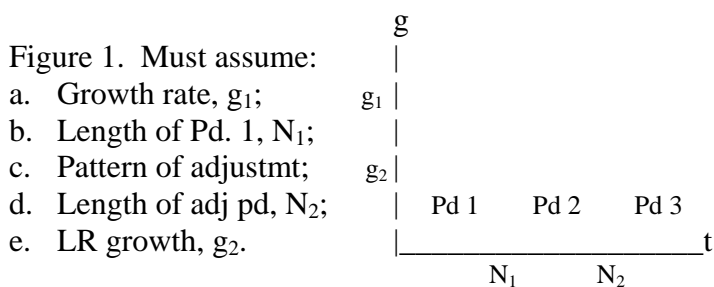 g
Figure 1. Must assume:
a. Growth rate, g₁;
g₁
b. Length of Pd. 1, N₁;
c. Pattern of adjustmt;
g₂
d. Length of adj pd, N₂;
Pd 1 Pd 2 Pd 3
e. LR growth, g₂.
t
N₁ N₂